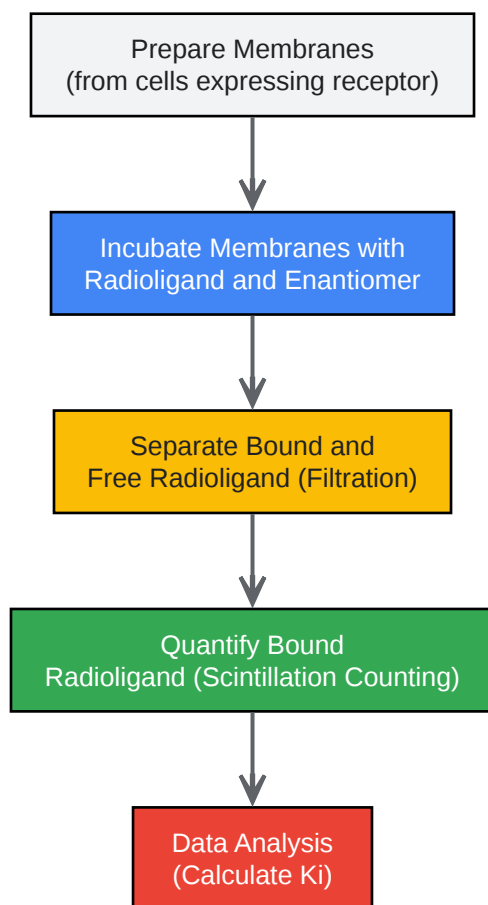 Prepare Membranes
(from cells expressing receptor)
Incubate Membranes with
Radioligand and Enantiomer
Separate Bound and
Free Radioligand (Filtration)
Quantify Bound
Radioligand (Scintillation Counting)
Data Analysis
(Calculate Ki)